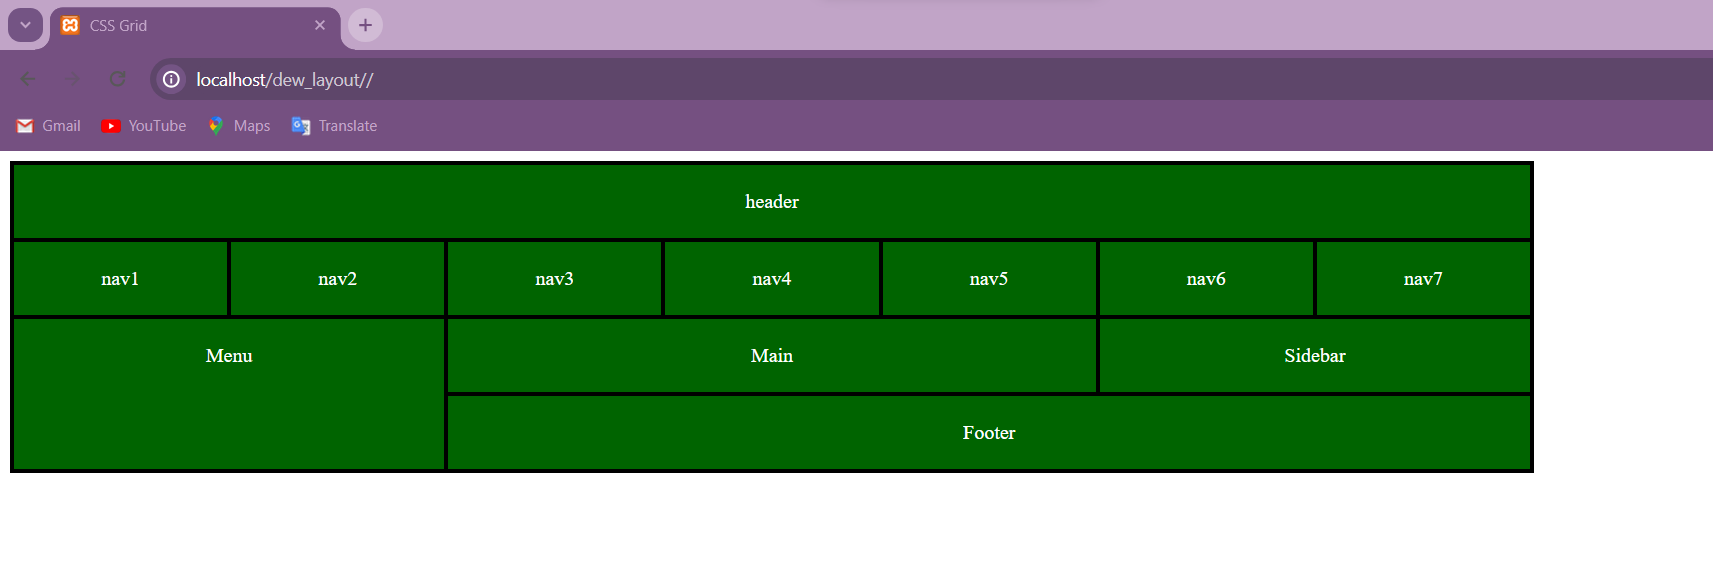 CSS Grid
localhost/dew_layout//
Gmail YouTube Maps Translate
header
nav1 nav2 nav3 nav4 nav5 nav6 nav7
Menu Main Sidebar
Footer